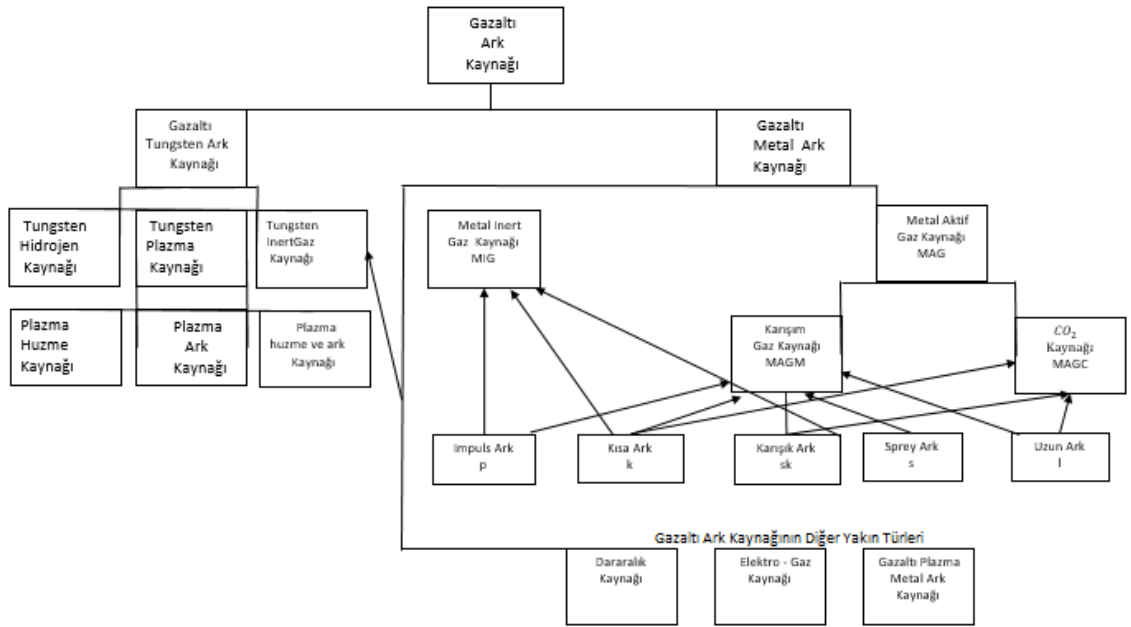 Gazaltı
Ark
Kaynağı
Gazaltı
Tungsten Ark
Kaynağı
Gazaltı
Metal Ark
Kaynağı
Tungsten
Hidrojen
Kaynağı
Tungsten
Plazma
Kaynağı
Tungsten
InertGaz
Kaynağı
Metal Inert
Gaz Kaynağı
MIG
Metal Aktif
Gaz Kaynağı
MAG
Plazma
Huzme
Kaynağı
Plazma
Ark
Kaynağı
Plazma
huzme ve ark
Kaynağı
Karışım
Gaz Kaynağı
MAGM
CO₂
Kaynağı
MAGC
Impuls Ark
p
Kısa Ark
k
Karışık Ark
sk
Sprey Ark
s
Uzun Ark
l
Gazaltı Ark Kaynağının Diğer Yakın Türleri
Dararalık
Kaynağı
Elektro - Gaz
Kaynağı
Gazaltı Plazma
Metal Ark
Kaynağı